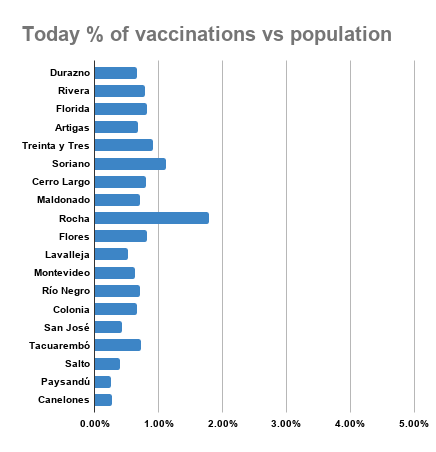 Today % of vaccinations vs population
Durazno
Rivera
Florida
Artigas
Treinta y Tres
Soriano
Cerro Largo
Maldonado
Rocha
Flores
Lavalleja
Montevideo
Río Negro
Colonia
San José
Tacuarembó
Salto
Paysandú
Canelones
0.00% 1.00% 2.00% 3.00% 4.00% 5.00%